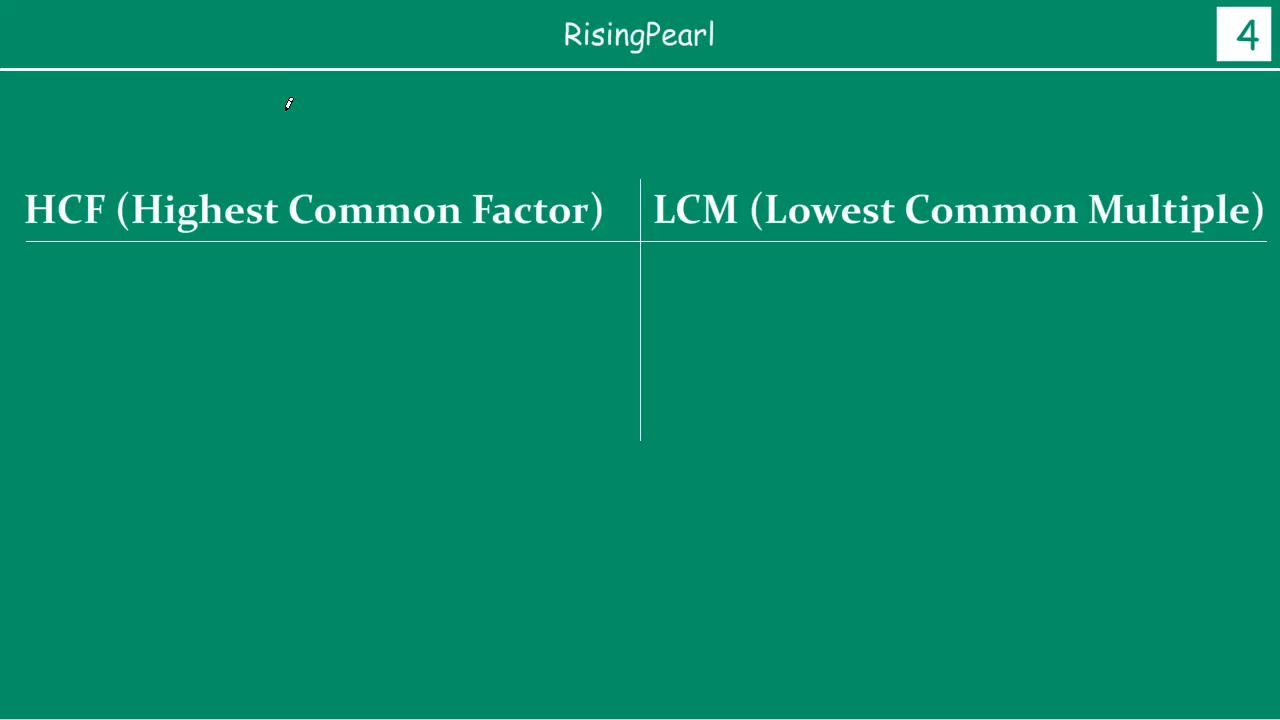 RisingPearl
4
HCF (Highest Common Factor)
LCM (Lowest Common Multiple)